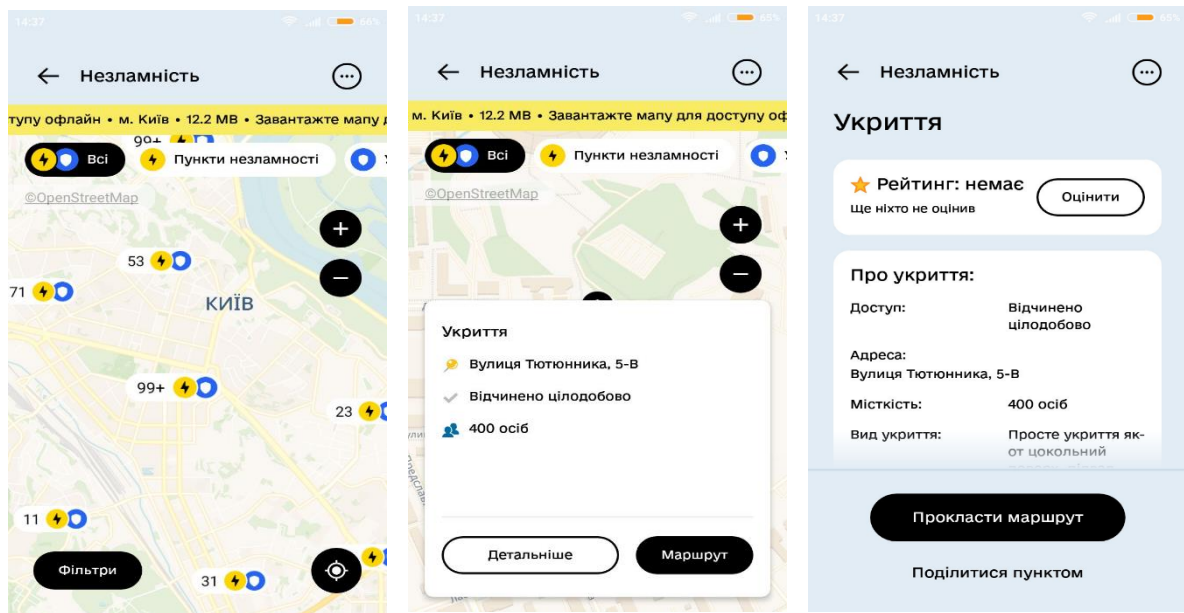 14:37
66%
Незламність
тупу офлайн • м. Київ • 12.2 MB • Завантажте мапу
99+
Всі
Пункти незламності
©OpenStreetMap
53
71
КИЇВ
99+
23
11
31
Фільтри
14:37
65%
Незламність
м. Київ • 12.2 MB • Завантажте мапу для доступу оф
Всі
Пункти незламності
©OpenStreetMap
Укриття
Вулиця Тютюнника, 5-В
Відчинено цілодобово
400 осіб
Детальніше
Маршрут
14:37
65%
Незламність
Укриття
Рейтинг: немає
Ще ніхто не оцінив
Оцінити
Про укриття:
Доступ:
Відчинено
цілодобово
Адреса:
Вулиця Тютюнника, 5-В
Місткість:
400 осіб
Вид укриття:
Просте укриття як-
от цокольний
Прокласти маршрут
Поділитися пунктом